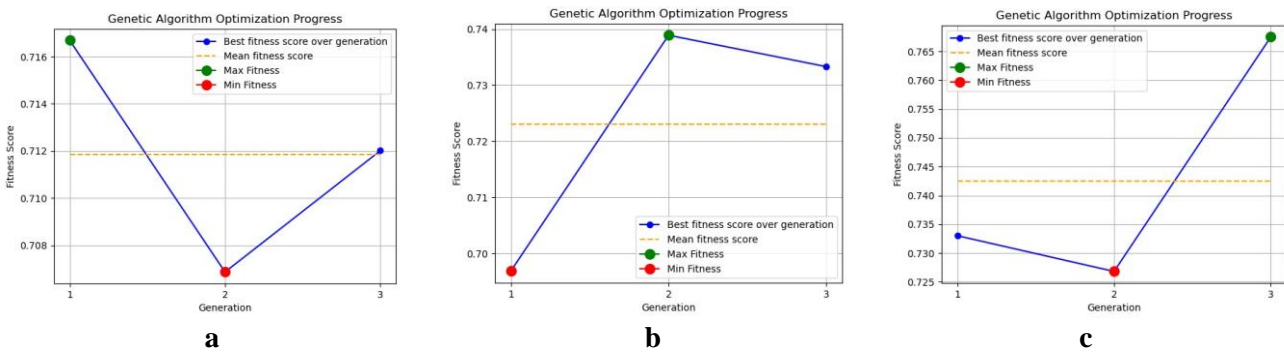 Genetic Algorithm Optimization Progress
0.716
0.714
0.712
0.710
0.708
Fitness Score
Best fitness score over generation
Mean fitness score
Max Fitness
Min Fitness
1
2
3
Generation
a
Genetic Algorithm Optimization Progress
0.74
0.73
0.72
0.71
0.70
Fitness Score
Best fitness score over generation
Mean fitness score
Max Fitness
Min Fitness
1
2
3
Generation
b
Genetic Algorithm Optimization Progress
0.765
0.760
0.755
0.750
0.745
0.740
0.735
0.730
0.725
Fitness Score
Best fitness score over generation
Mean fitness score
Max Fitness
Min Fitness
1
2
3
Generation
c